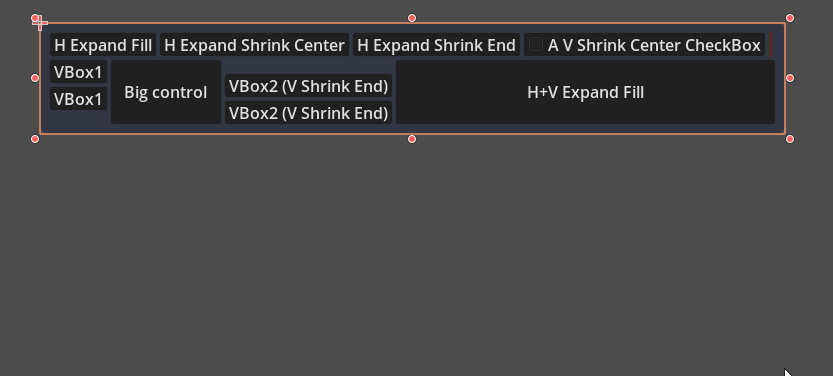 H Expand Fill H Expand Shrink Center H Expand Shrink End A V Shrink Center CheckBox
VBox1
VBox1
Big control
VBox2 (V Shrink End)
VBox2 (V Shrink End)
H+V Expand Fill